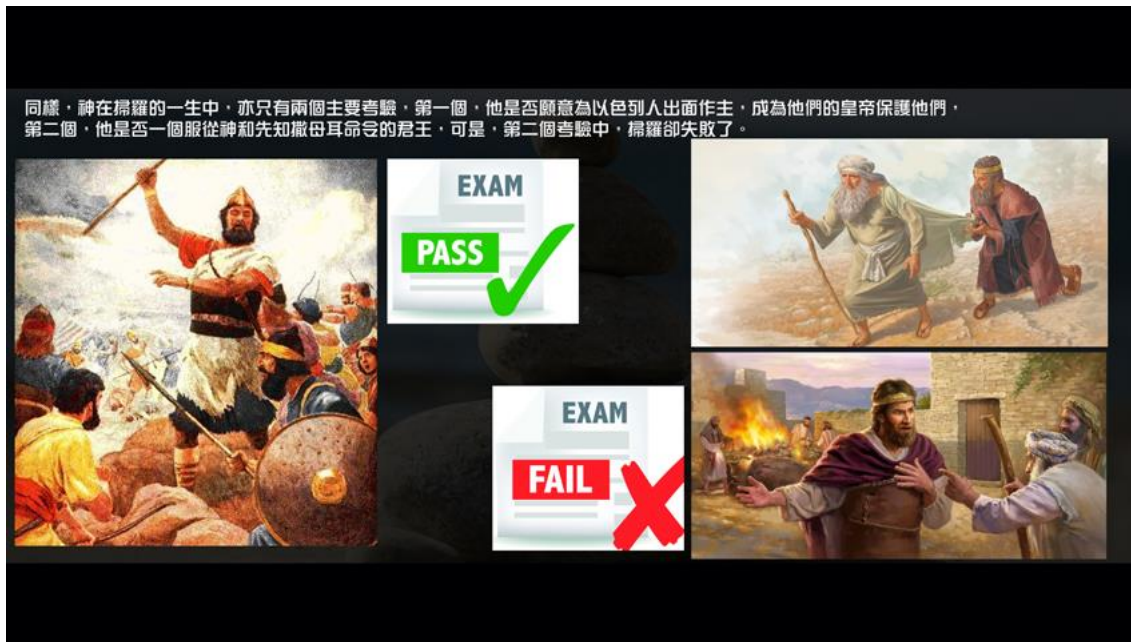 同樣，神在掃羅的一生中，亦只有兩個主要考驗，第一個，他是否願意為以色列人出面作主，成為他們的皇帝保護他們，
第二個，他是否一個服從神和先知撒母耳命令的君王，可是，第二個考驗中，掃羅卻失敗了。
EXAM
PASS
EXAM
FAIL